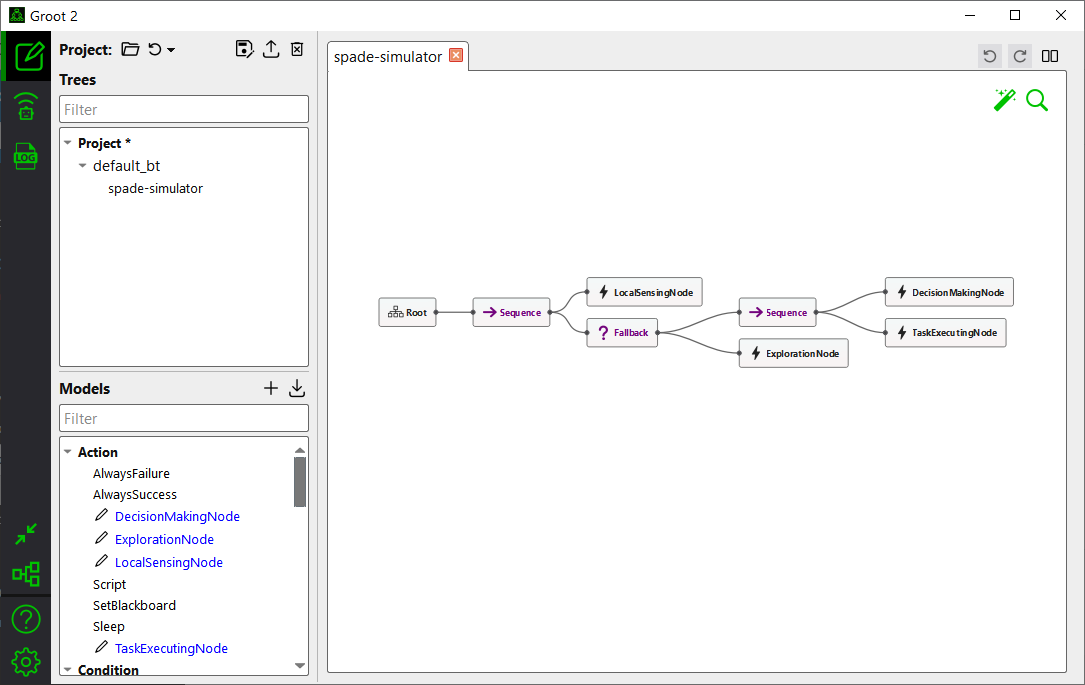 Groot 2
Project:
Trees
Filter
Project *
default_bt
spade-simulator
Models
Filter
Action
AlwaysFailure
AlwaysSuccess
DecisionMakingNode
ExplorationNode
LocalSensingNode
Script
SetBlackboard
Sleep
TaskExecutingNode
Condition
LOG
spade-simulator
Root
Sequence
LocalSensingNode
Fallback
Sequence
ExplorationNode
DecisionMakingNode
TaskExecutingNode